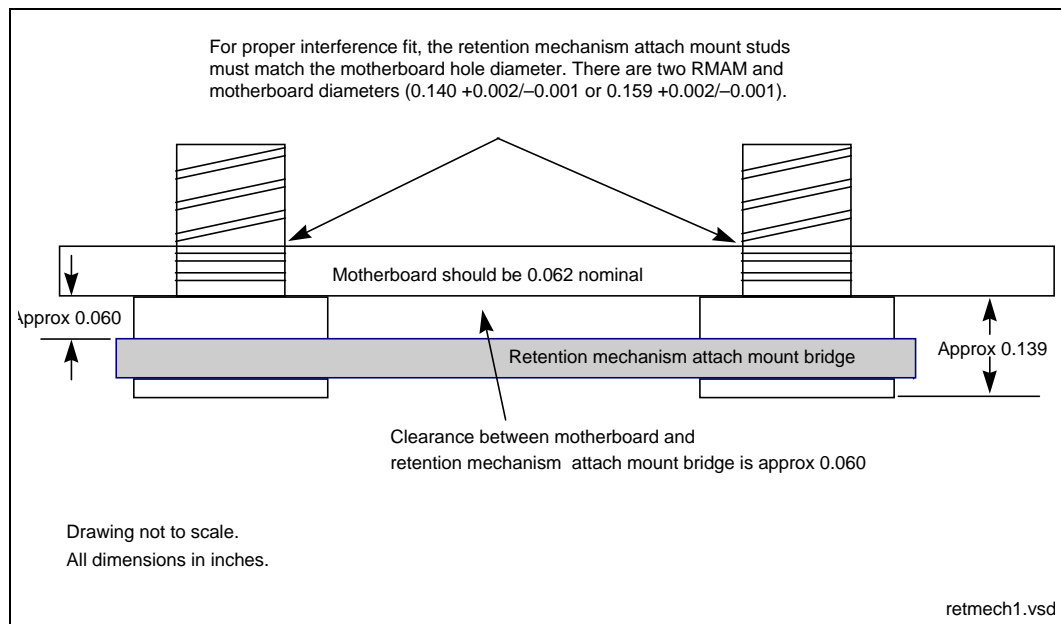 For proper interference fit, the retention mechanism attach mount studs
must match the motherboard hole diameter. There are two RMAM and
motherboard diameters (0.140 +0.002/–0.001 or 0.159 +0.002/–0.001).
Motherboard should be 0.062 nominal
Approx 0.060
Retention mechanism attach mount bridge
Approx 0.139
Clearance between motherboard and
retention mechanism attach mount bridge is approx 0.060
Drawing not to scale.
All dimensions in inches.
retmech1.vsd